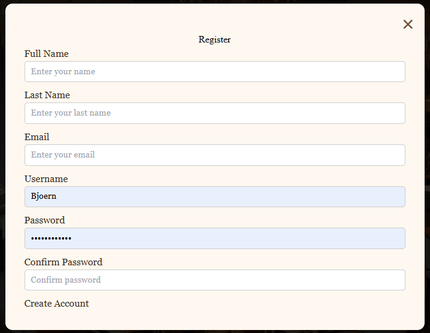 Register
Full Name
Enter your name
Last Name
Enter your last name
Email
Enter your email
Username
Bjoern
Password
••••••••••••
Confirm Password
Confirm password
Create Account